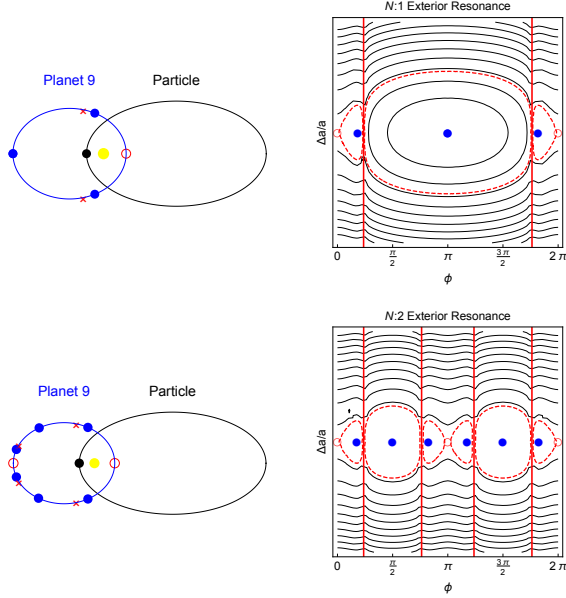 N:1 Exterior Resonance
Planet 9
Particle
Δa/a
0
π/2
π
3π/2
2π
ϕ
N:2 Exterior Resonance
Planet 9
Particle
Δa/a
0
π/2
π
3π/2
2π
ϕ